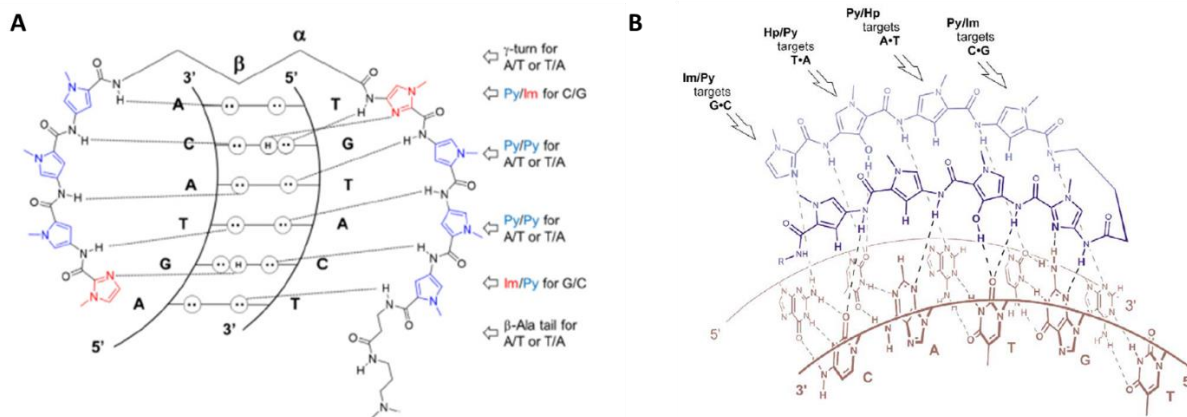 A
α
β
3'
5'
A T
C G
A T
T A
G C
A T
5'
3'
γ-turn for
A/T or T/A
Py/Im for C/G
Py/Py for
A/T or T/A
Py/Py for
A/T or T/A
Im/Py for G/C
β-Ala tail for
A/T or T/A
B
Im/Py
targets
G•C
Hp/Py
targets
T•A
Py/Hp
targets
A•T
Py/Im
targets
C•G
5'
3'
3'
C
A
T
G
T
5'